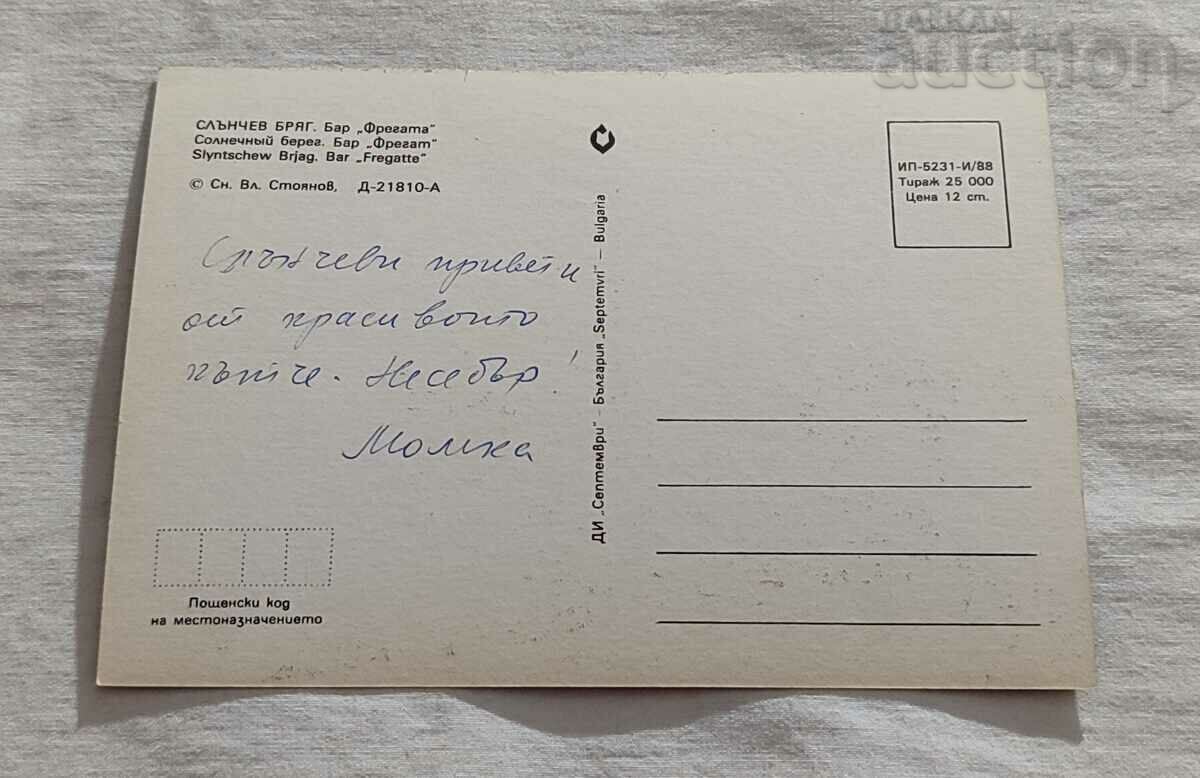 СЛЪНЧЕВ БРЯГ. Бар „Фрегата"
Солнечный берег. Бар „Фрегат"
Slyntschew Brjag. Bar „Fregatte"
© Сн. Вл. Стоянов, Д-21810-А
Слънчеви привети
от красивото
кътче. Несебър!
Момка
Пощенски код
на местоназначението
ДИ „Септември" – България „Septemvri" – Bulgaria
ИП-5231-И/88
Тираж 25 000
Цена 12 ст.
BALKAN
auction